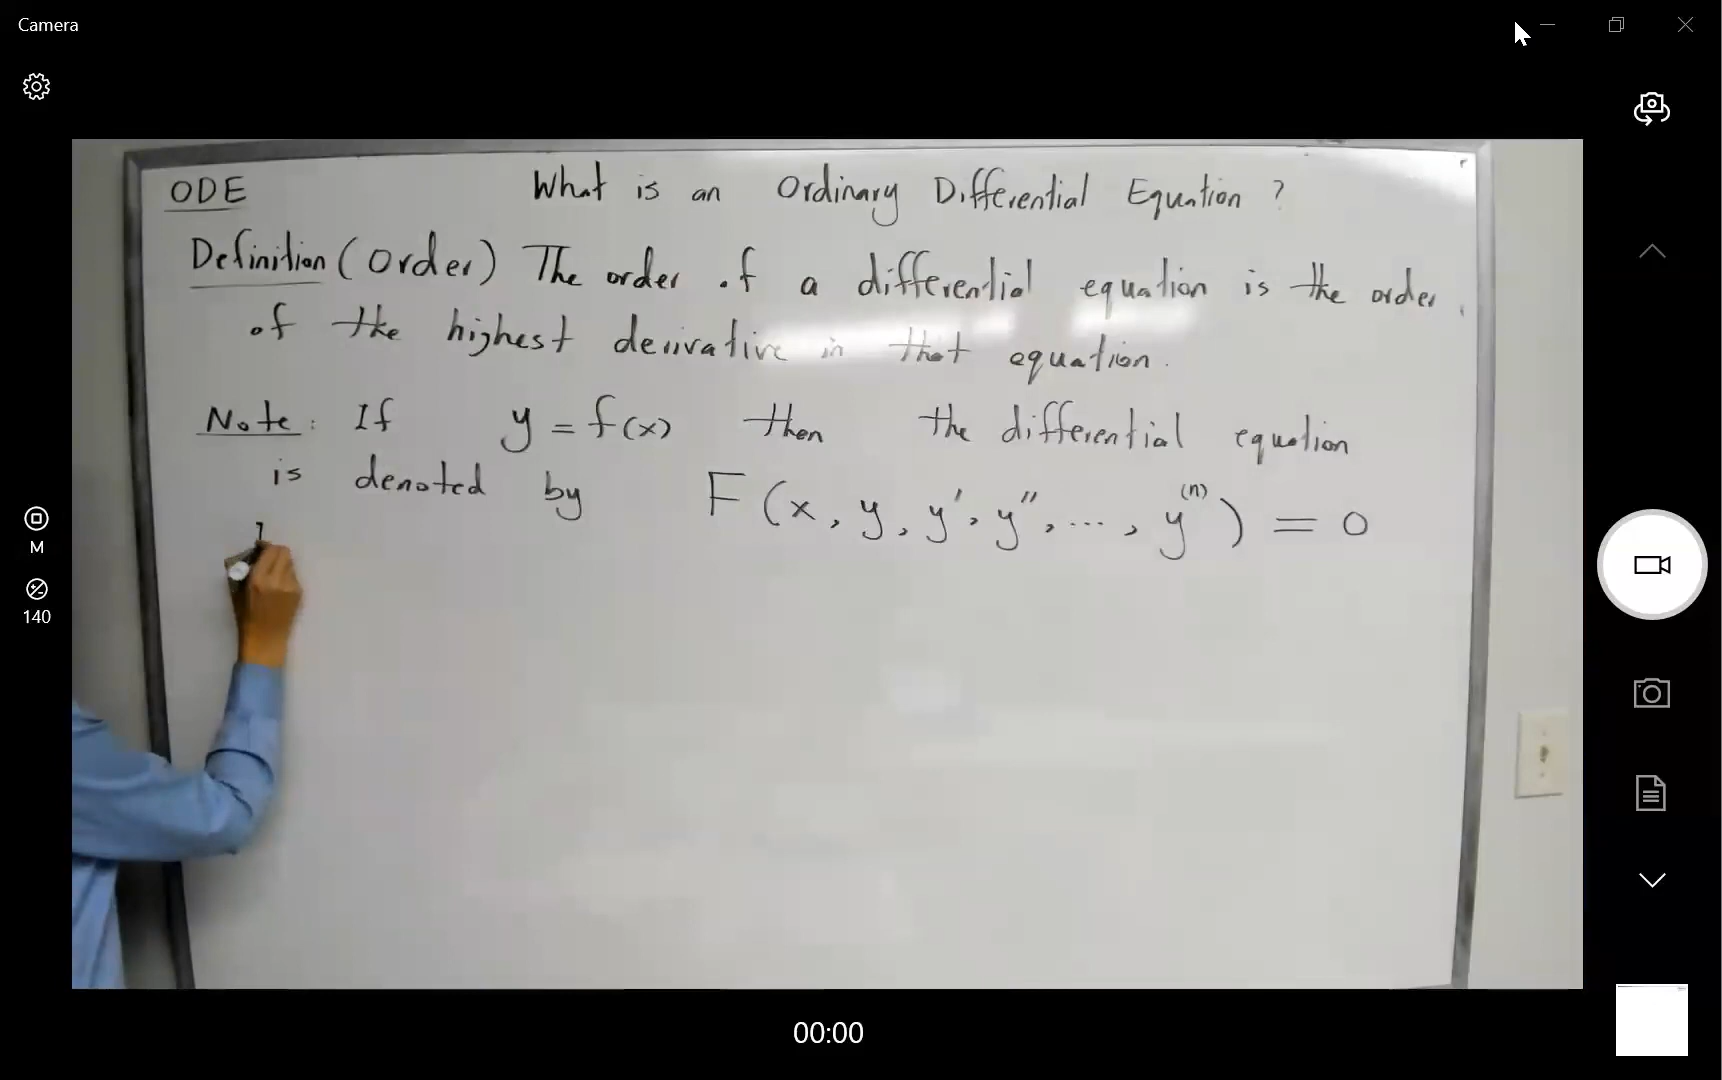 Camera
ODE What is an Ordinary Differential Equation ?
Definition (Order) The order of a differential equation is the order
of the highest derivative in that equation.
Note: If y = f(x) then the differential equation
is denoted by F(x, y, y', y'', ..., y^(n)) = 0
M
140
00:00